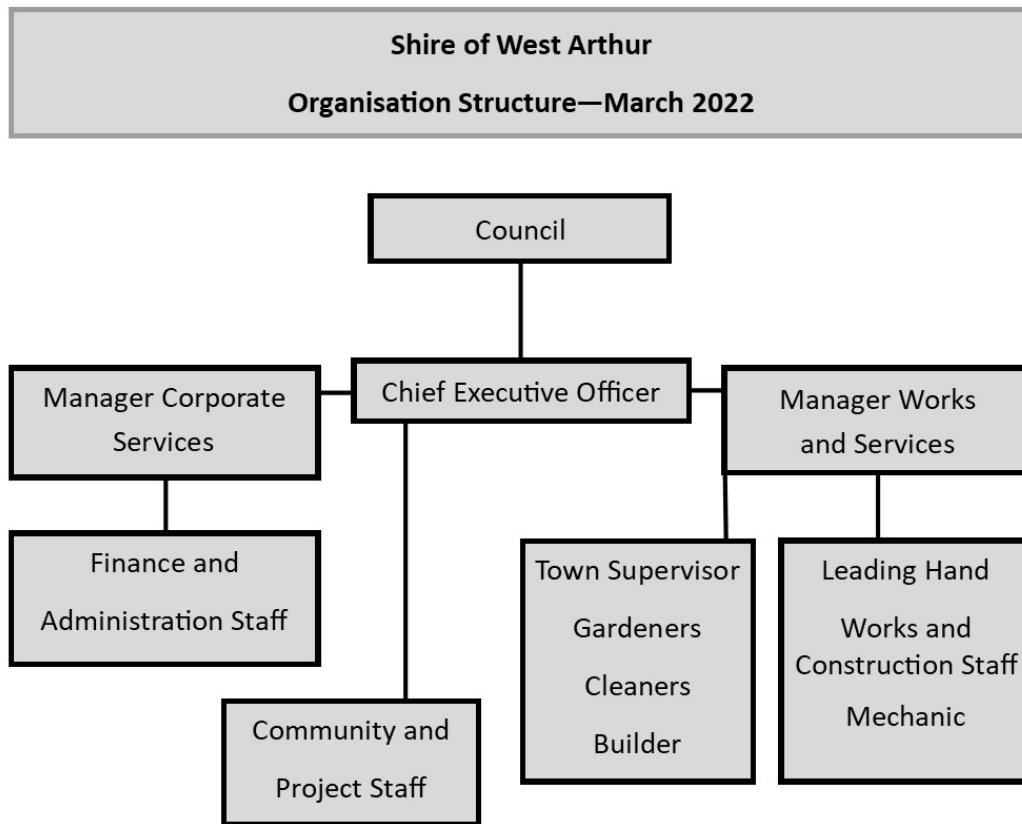 Shire of West Arthur
Organisation Structure—March 2022
Council
Chief Executive Officer
Manager Corporate
Services
Manager Works
and Services
Finance and
Administration Staff
Community and
Project Staff
Town Supervisor
Gardeners
Cleaners
Builder
Leading Hand
Works and
Construction Staff
Mechanic